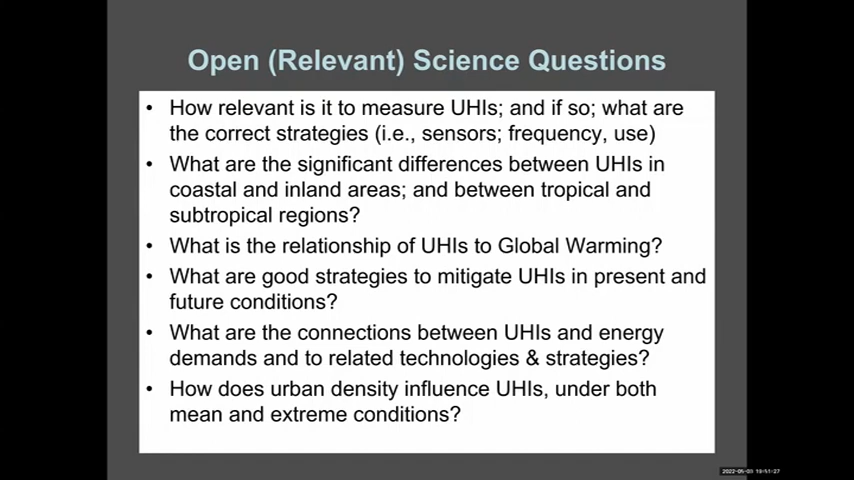 Open (Relevant) Science Questions
• How relevant is it to measure UHIs; and if so; what are
the correct strategies (i.e., sensors; frequency, use)
• What are the significant differences between UHIs in
coastal and inland areas; and between tropical and
subtropical regions?
• What is the relationship of UHIs to Global Warming?
• What are good strategies to mitigate UHIs in present and
future conditions?
• What are the connections between UHIs and energy
demands and to related technologies & strategies?
• How does urban density influence UHIs, under both
mean and extreme conditions?